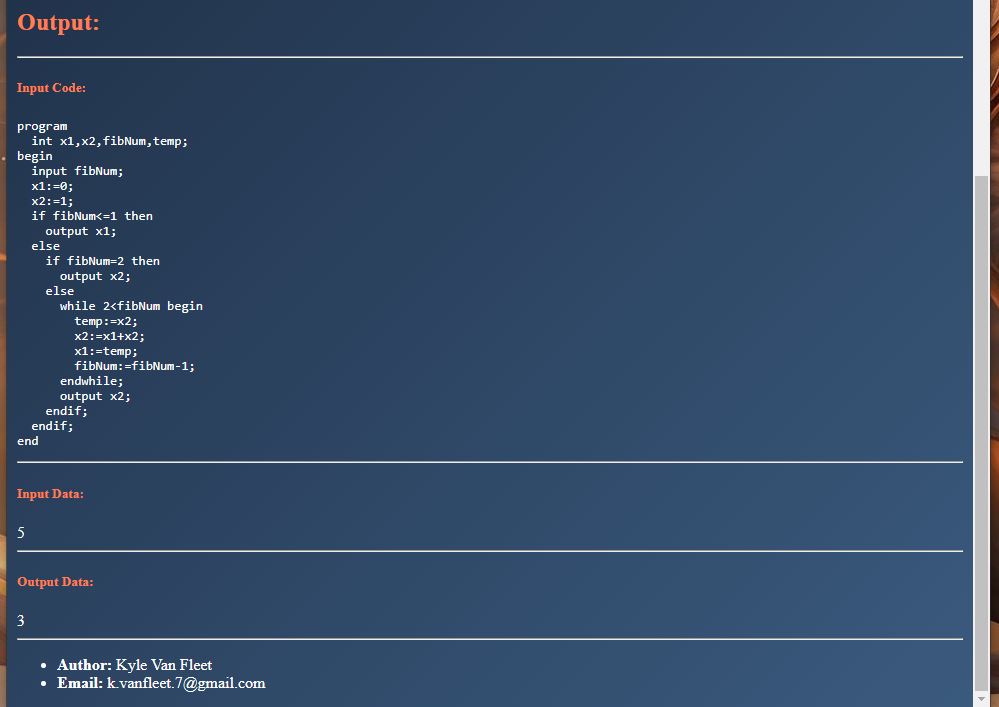 Output:
Input Code:
program
  int x1,x2,fibNum,temp;
begin
  input fibNum;
  x1:=0;
  x2:=1;
  if fibNum<=1 then
    output x1;
  else
    if fibNum=2 then
      output x2;
    else
      while 2<fibNum begin
        temp:=x2;
        x2:=x1+x2;
        x1:=temp;
        fibNum:=fibNum-1;
      endwhile;
      output x2;
    endif;
  endif;
end
Input Data:
5
Output Data:
3
• Author: Kyle Van Fleet
• Email: k.vanfleet.7@gmail.com